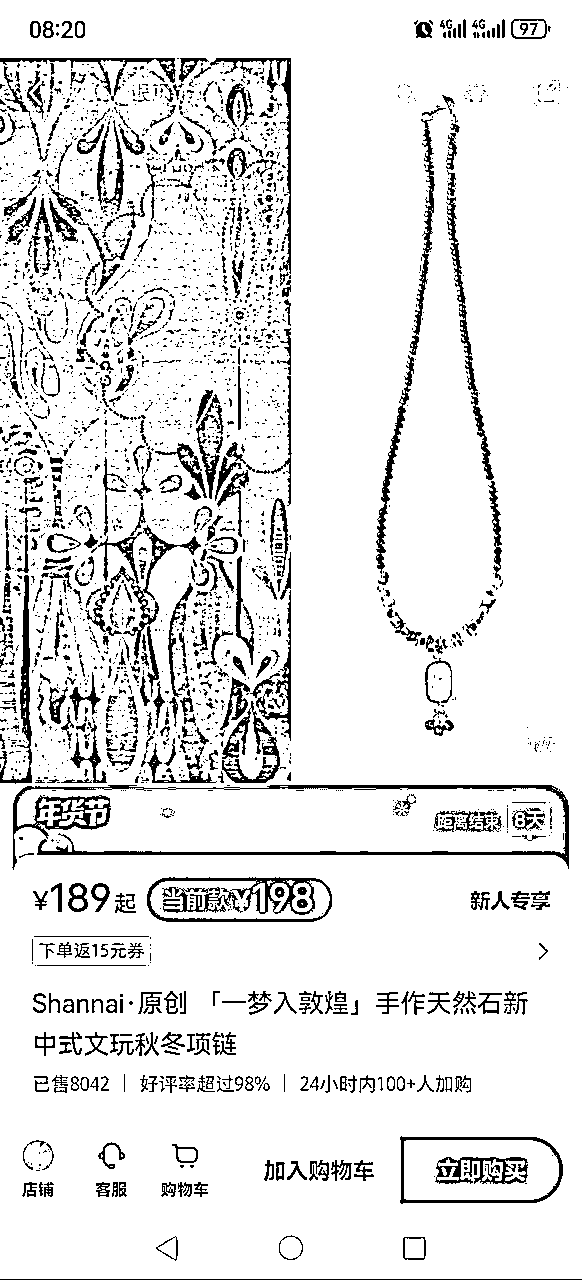 08:20
4G 4G 97
年货节
距离结束 8天
¥189起 当前款¥198 新人专享
下单返15元券
Shannai·原创 「一梦入敦煌」手作天然石新
中式文玩秋冬项链
已售8042 | 好评率超过98% | 24小时内100+人加购
店铺 客服 购物车 加入购物车 立即购买